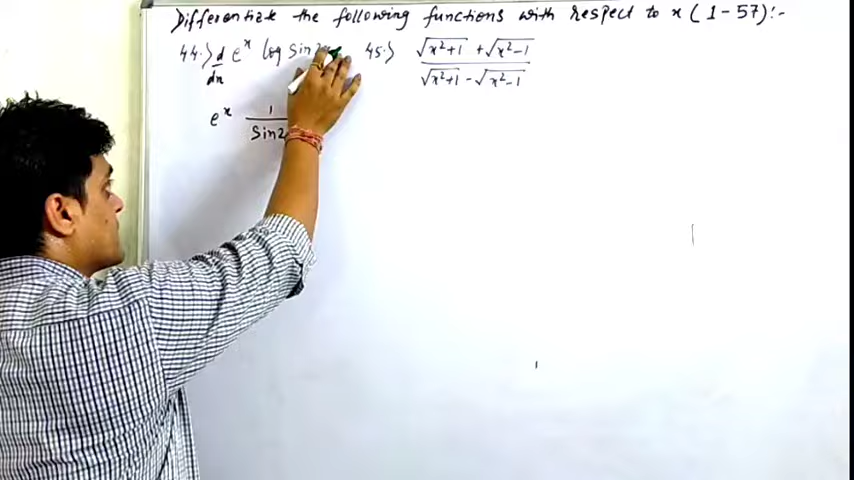 Differentiate the following functions with respect to x (1-57):-
44.> d/dx e^x log sin2x 45.> √x²+1 + √x²-1 / √x²+1 - √x²-1
e^x 1/Sin2